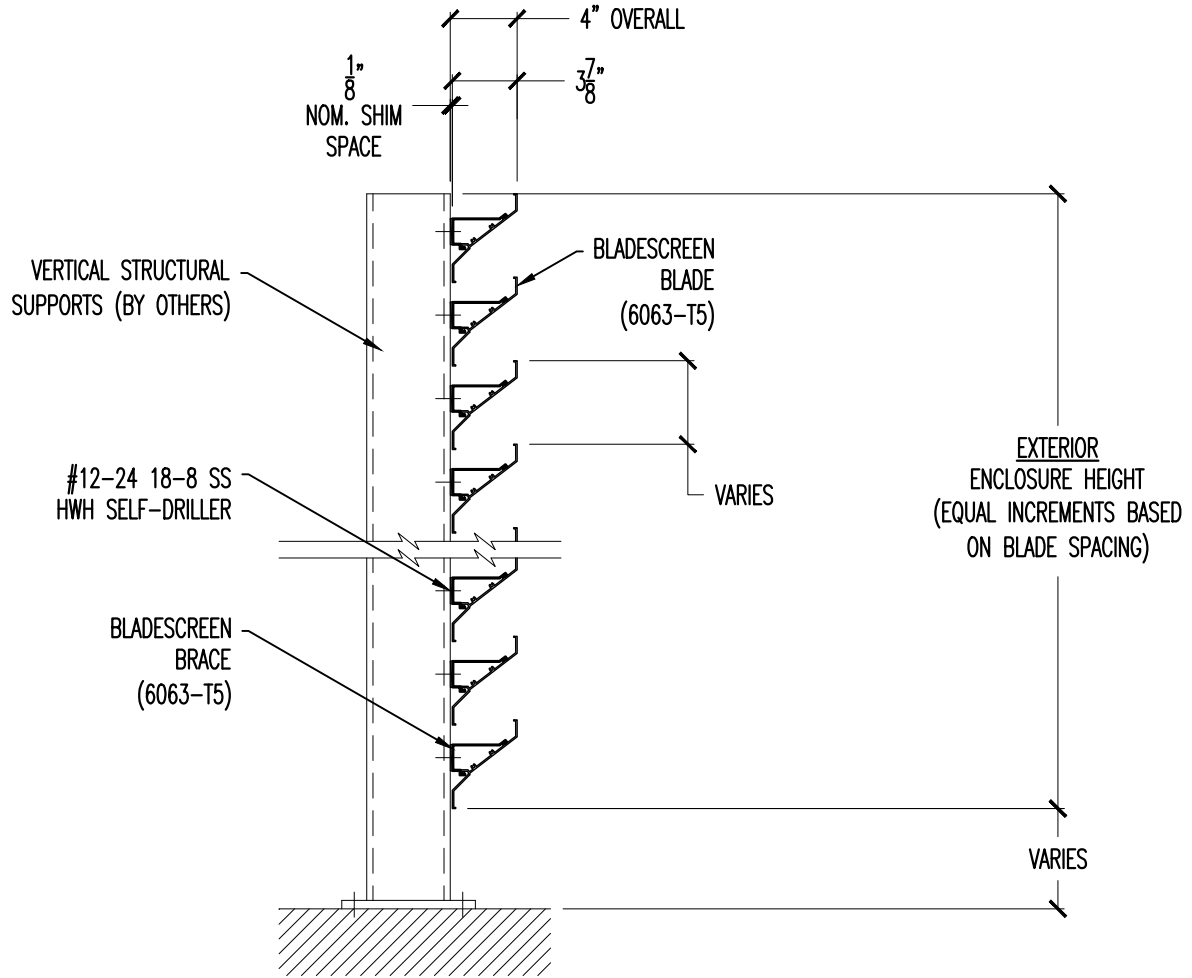 4" OVERALL
3 7/8"
1/8"
NOM. SHIM
SPACE
VERTICAL STRUCTURAL
SUPPORTS (BY OTHERS)
BLADESCREEN
BLADE
(6063-T5)
#12-24 18-8 SS
HWH SELF-DRILLER
VARIES
EXTERIOR
ENCLOSURE HEIGHT
(EQUAL INCREMENTS BASED
ON BLADE SPACING)
BLADESCREEN
BRACE
(6063-T5)
VARIES